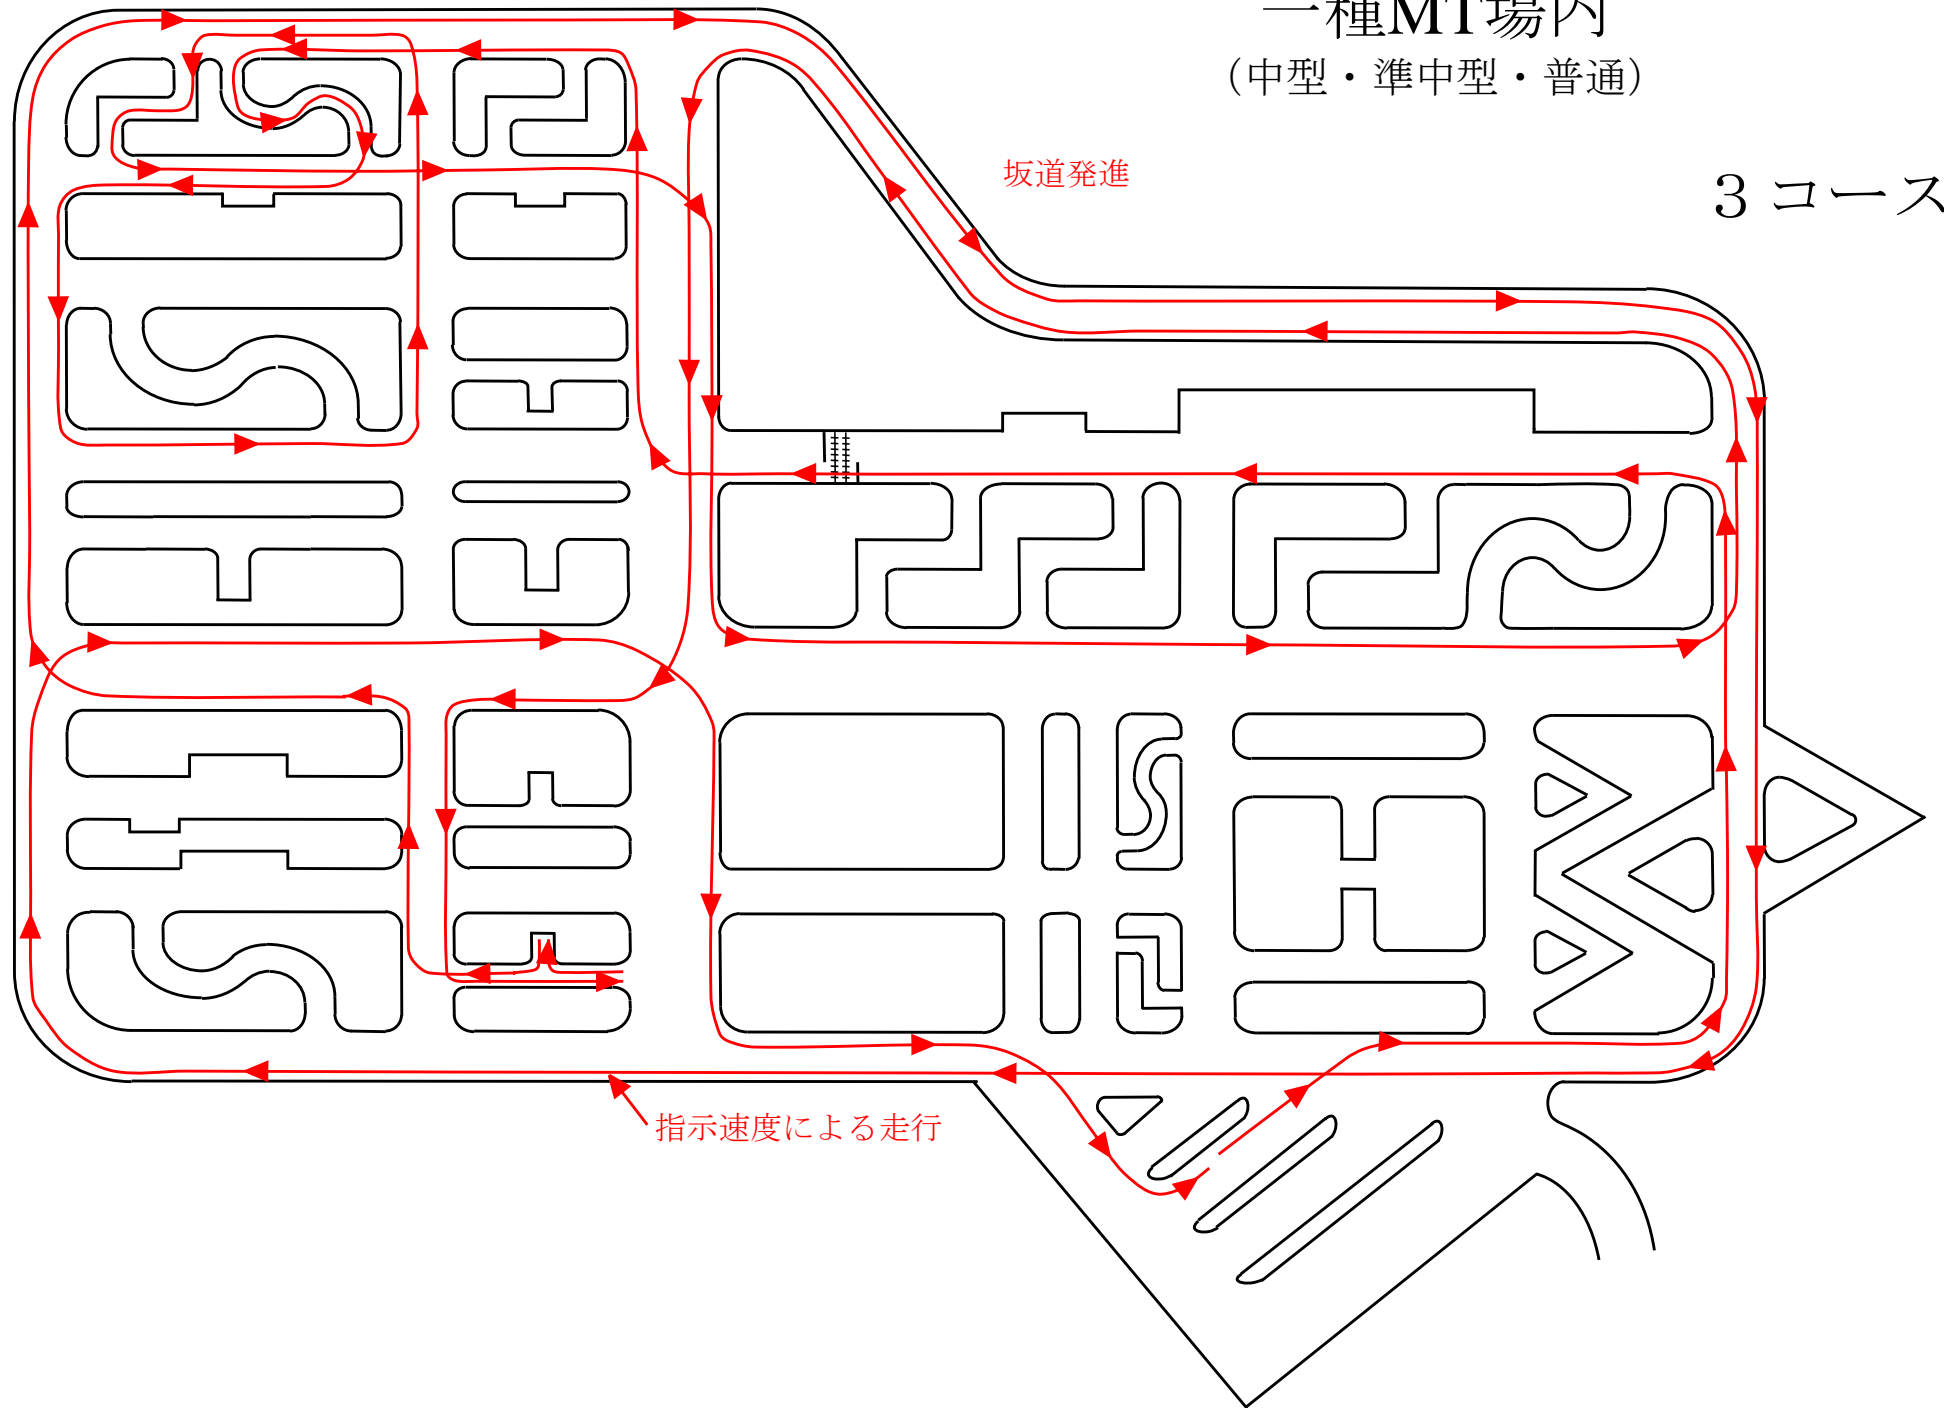 一種MT場内
（中型・準中型・普通）
坂道発進
３コース
指示速度による走行